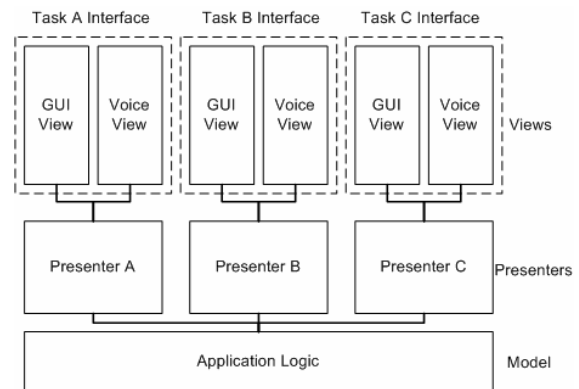 Task A Interface
Task B Interface
Task C Interface
GUI
View
Voice
View
GUI
View
Voice
View
GUI
View
Voice
View
Views
Presenter A
Presenter B
Presenter C
Presenters
Application Logic
Model